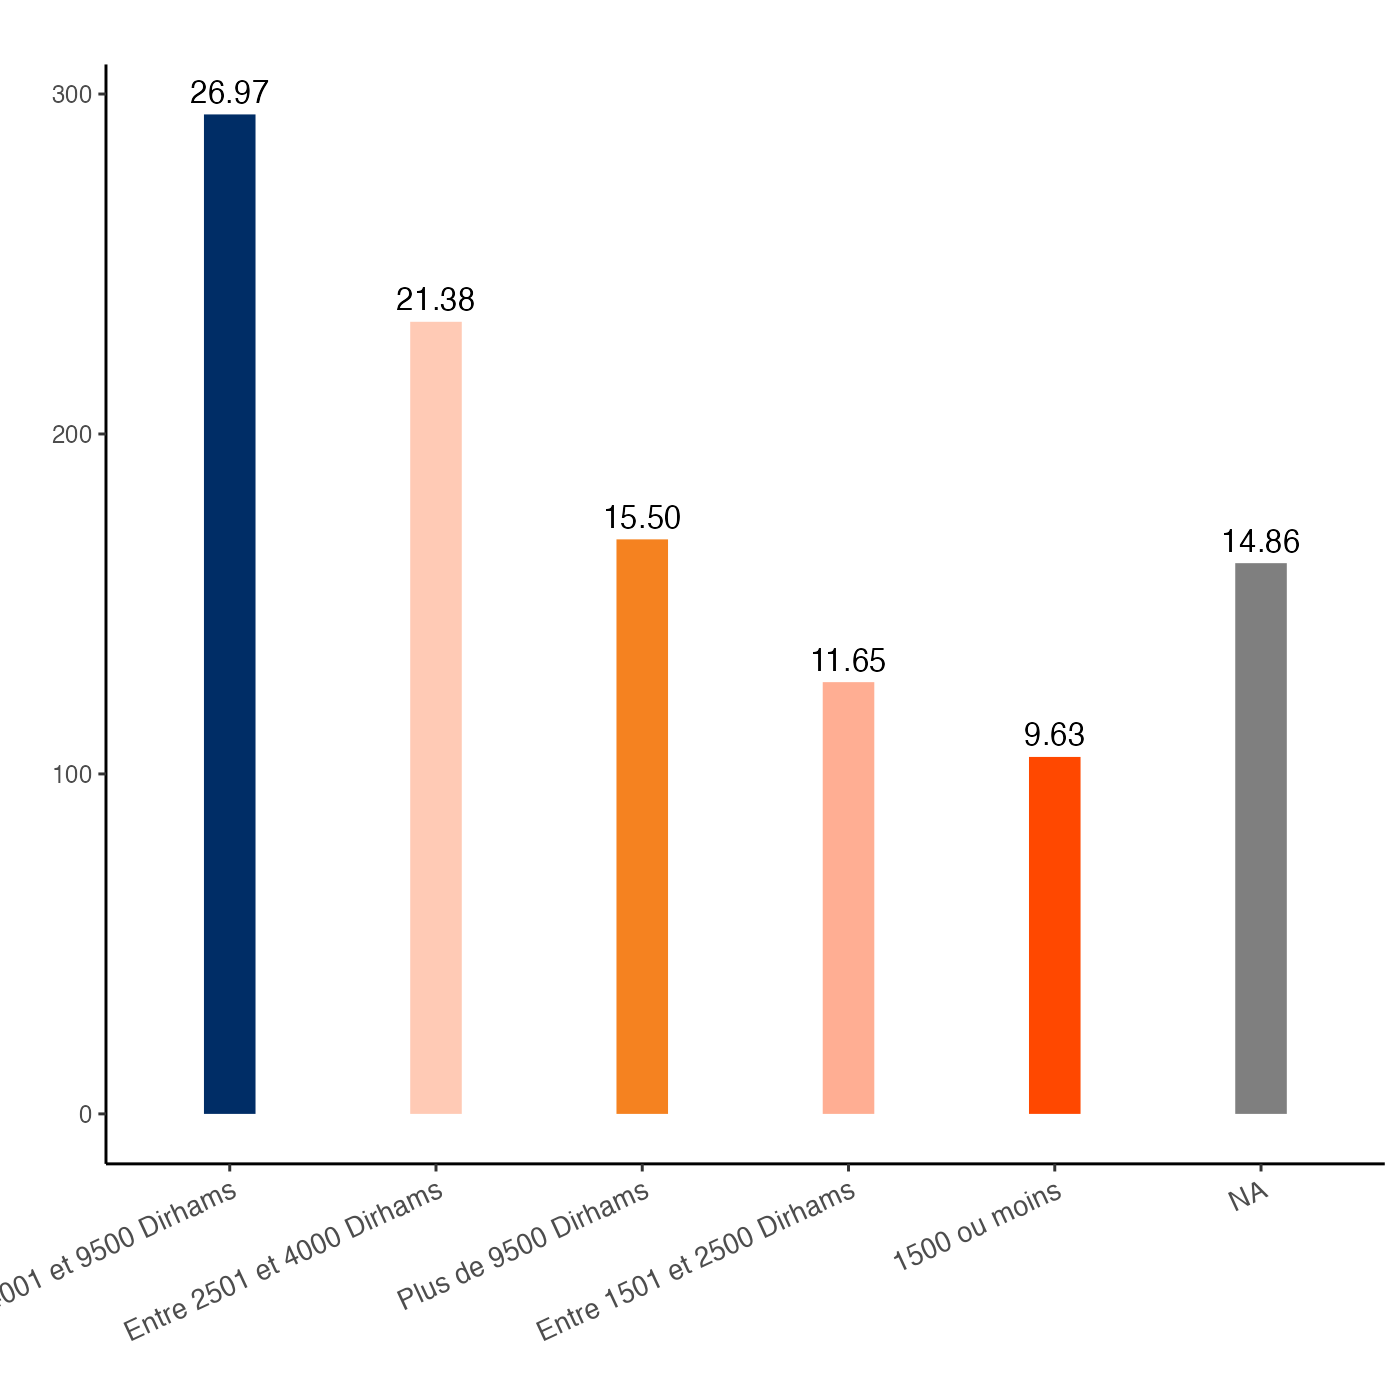 300
200
100
0
26.97
21.38
15.50
11.65
9.63
14.86
001 et 9500 Dirhams
Entre 2501 et 4000 Dirhams
Plus de 9500 Dirhams
Entre 1501 et 2500 Dirhams
1500 ou moins
NA